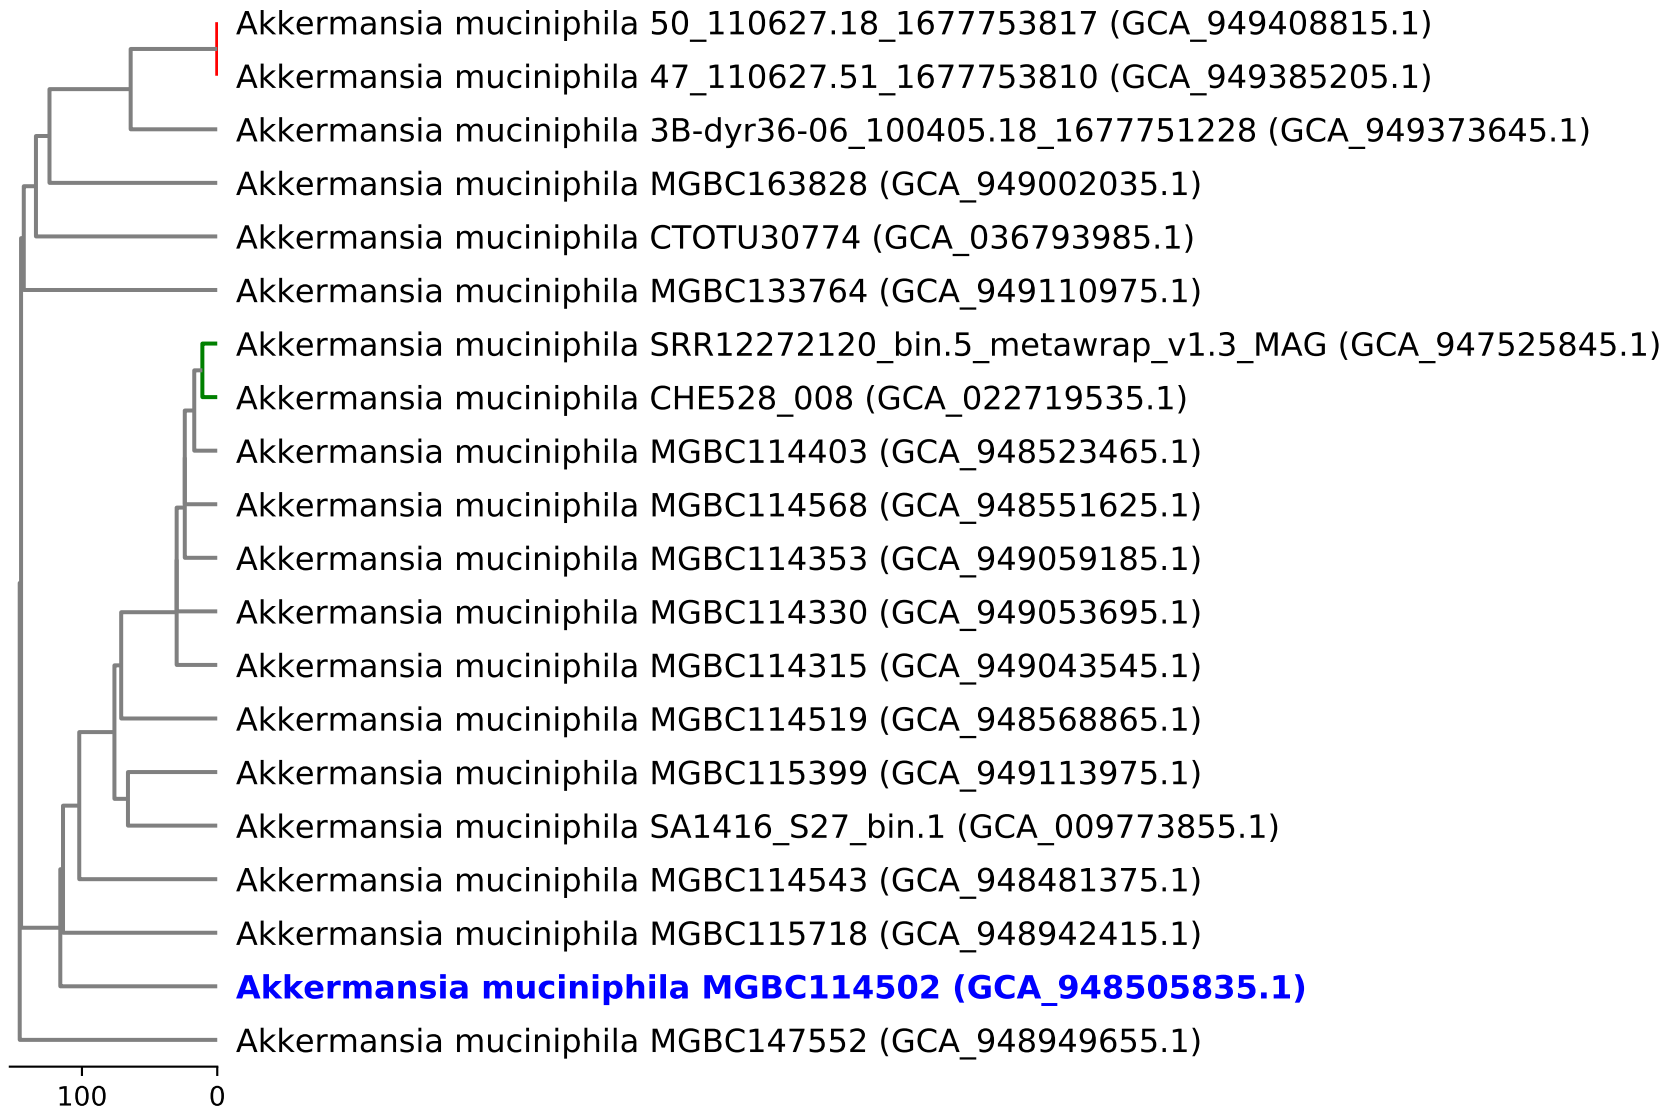 Akkermansia muciniphila 50_110627.18_1677753817 (GCA_949408815.1)
Akkermansia muciniphila 47_110627.51_1677753810 (GCA_949385205.1)
Akkermansia muciniphila 3B-dyr36-06_100405.18_1677751228 (GCA_949373645.1)
Akkermansia muciniphila MGBC163828 (GCA_949002035.1)
Akkermansia muciniphila CTOTU30774 (GCA_036793985.1)
Akkermansia muciniphila MGBC133764 (GCA_949110975.1)
Akkermansia muciniphila SRR12272120_bin.5_metawrap_v1.3_MAG (GCA_947525845.1)
Akkermansia muciniphila CHE528_008 (GCA_022719535.1)
Akkermansia muciniphila MGBC114403 (GCA_948523465.1)
Akkermansia muciniphila MGBC114568 (GCA_948551625.1)
Akkermansia muciniphila MGBC114353 (GCA_949059185.1)
Akkermansia muciniphila MGBC114330 (GCA_949053695.1)
Akkermansia muciniphila MGBC114315 (GCA_949043545.1)
Akkermansia muciniphila MGBC114519 (GCA_948568865.1)
Akkermansia muciniphila MGBC115399 (GCA_949113975.1)
Akkermansia muciniphila SA1416_S27_bin.1 (GCA_009773855.1)
Akkermansia muciniphila MGBC114543 (GCA_948481375.1)
Akkermansia muciniphila MGBC115718 (GCA_948942415.1)
Akkermansia muciniphila MGBC114502 (GCA_948505835.1)
Akkermansia muciniphila MGBC147552 (GCA_948949655.1)
100 0